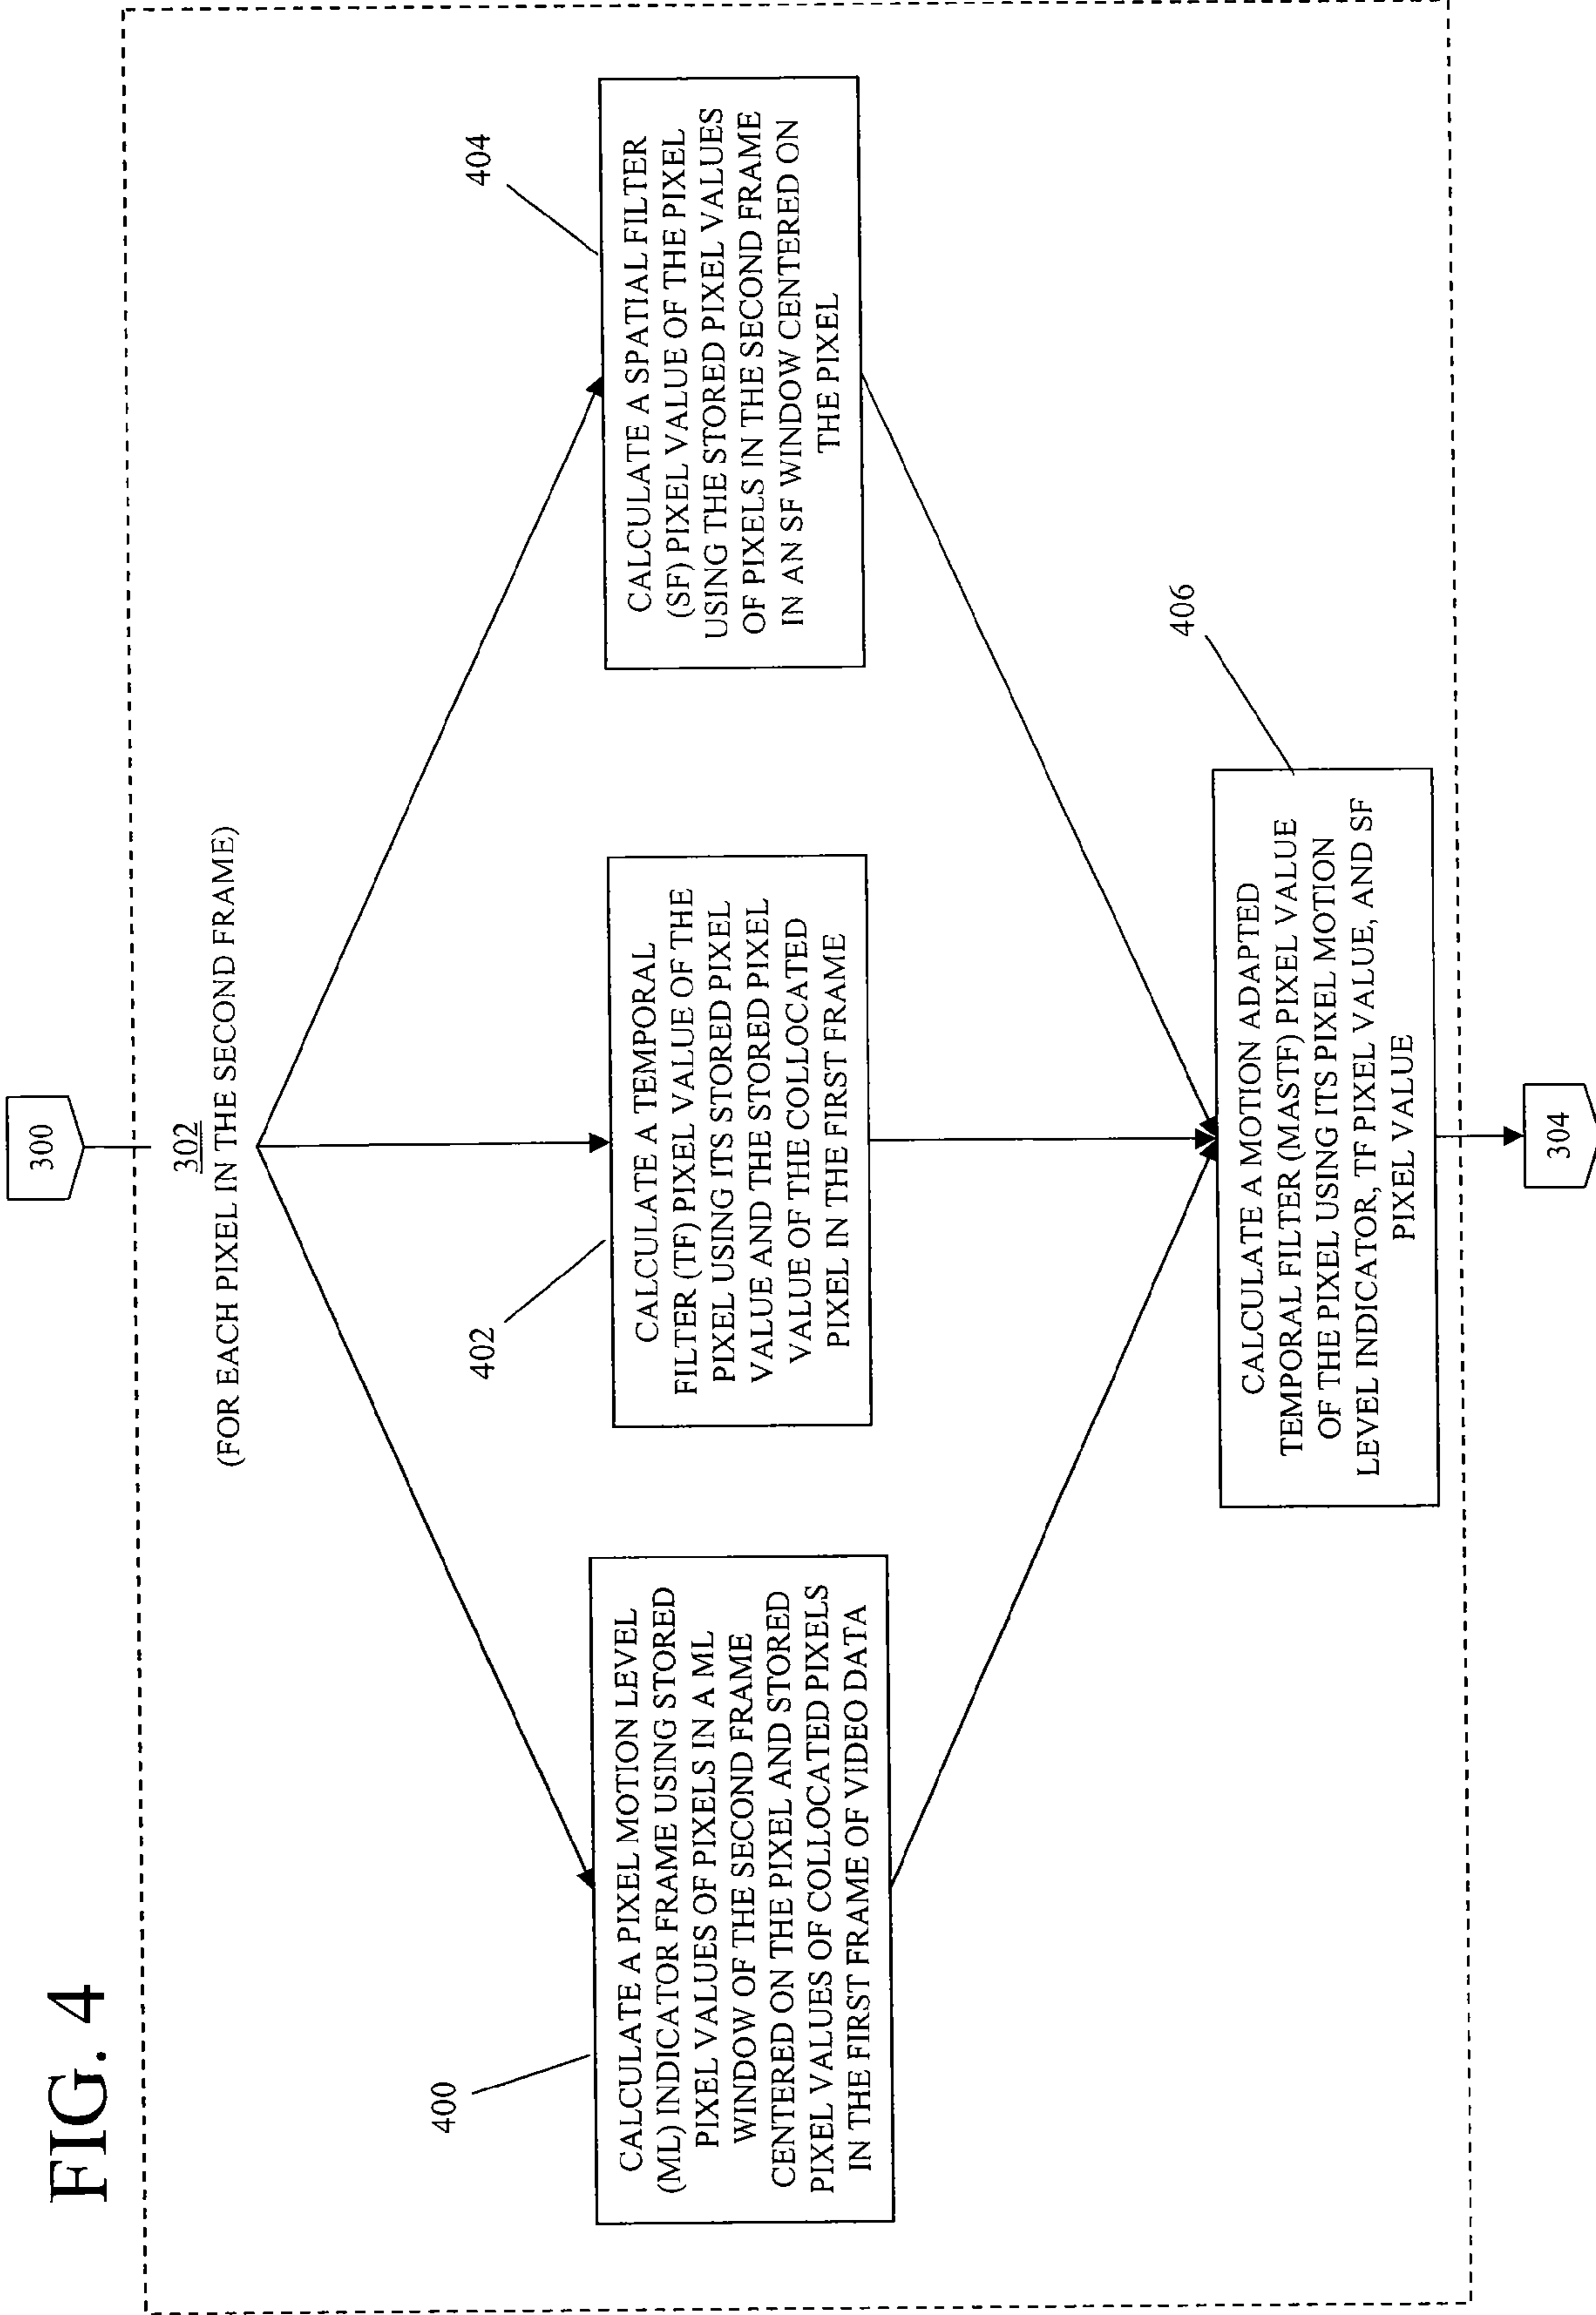 FIG. 4
300
302
(FOR EACH PIXEL IN THE SECOND FRAME)
400
CALCULATE A PIXEL MOTION LEVEL
(ML) INDICATOR FRAME USING STORED
PIXEL VALUES OF PIXELS IN A ML
WINDOW OF THE SECOND FRAME
CENTERED ON THE PIXEL AND STORED
PIXEL VALUES OF COLLOCATED PIXELS
IN THE FIRST FRAME OF VIDEO DATA
402
CALCULATE A TEMPORAL
FILTER (TF) PIXEL VALUE OF THE
PIXEL USING ITS STORED PIXEL
VALUE AND THE STORED PIXEL
VALUE OF THE COLLOCATED
PIXEL IN THE FIRST FRAME
404
CALCULATE A SPATIAL FILTER
(SF) PIXEL VALUE OF THE PIXEL
USING THE STORED PIXEL VALUES
OF PIXELS IN THE SECOND FRAME
IN AN SF WINDOW CENTERED ON
THE PIXEL
406
CALCULATE A MOTION ADAPTED
TEMPORAL FILTER (MASTF) PIXEL VALUE
OF THE PIXEL USING ITS PIXEL MOTION
LEVEL INDICATOR, TF PIXEL VALUE, AND SF
PIXEL VALUE
304